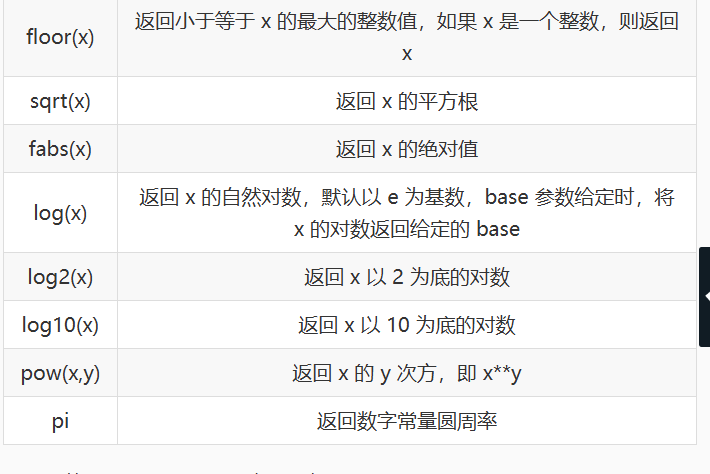 floor(x)
返回小于等于 x 的最大的整数值，如果 x 是一个整数，则返回
x
sqrt(x)
返回 x 的平方根
fabs(x)
返回 x 的绝对值
log(x)
返回 x 的自然对数，默认以 e 为基数，base 参数给定时，将
x 的对数返回给定的 base
log2(x)
返回 x 以 2 为底的对数
log10(x)
返回 x 以 10 为底的对数
pow(x,y)
返回 x 的 y 次方，即 x**y
pi
返回数字常量圆周率